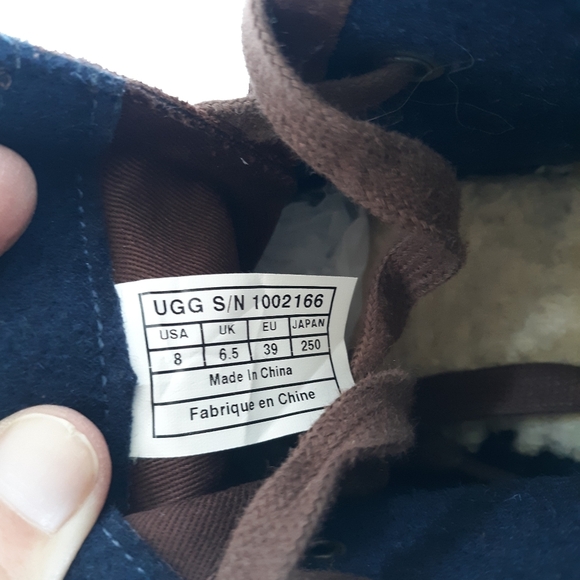 UGG S/N 1002166
USA UK EU JAPAN
8 6.5 39 250
Made In China
Fabrique en Chine